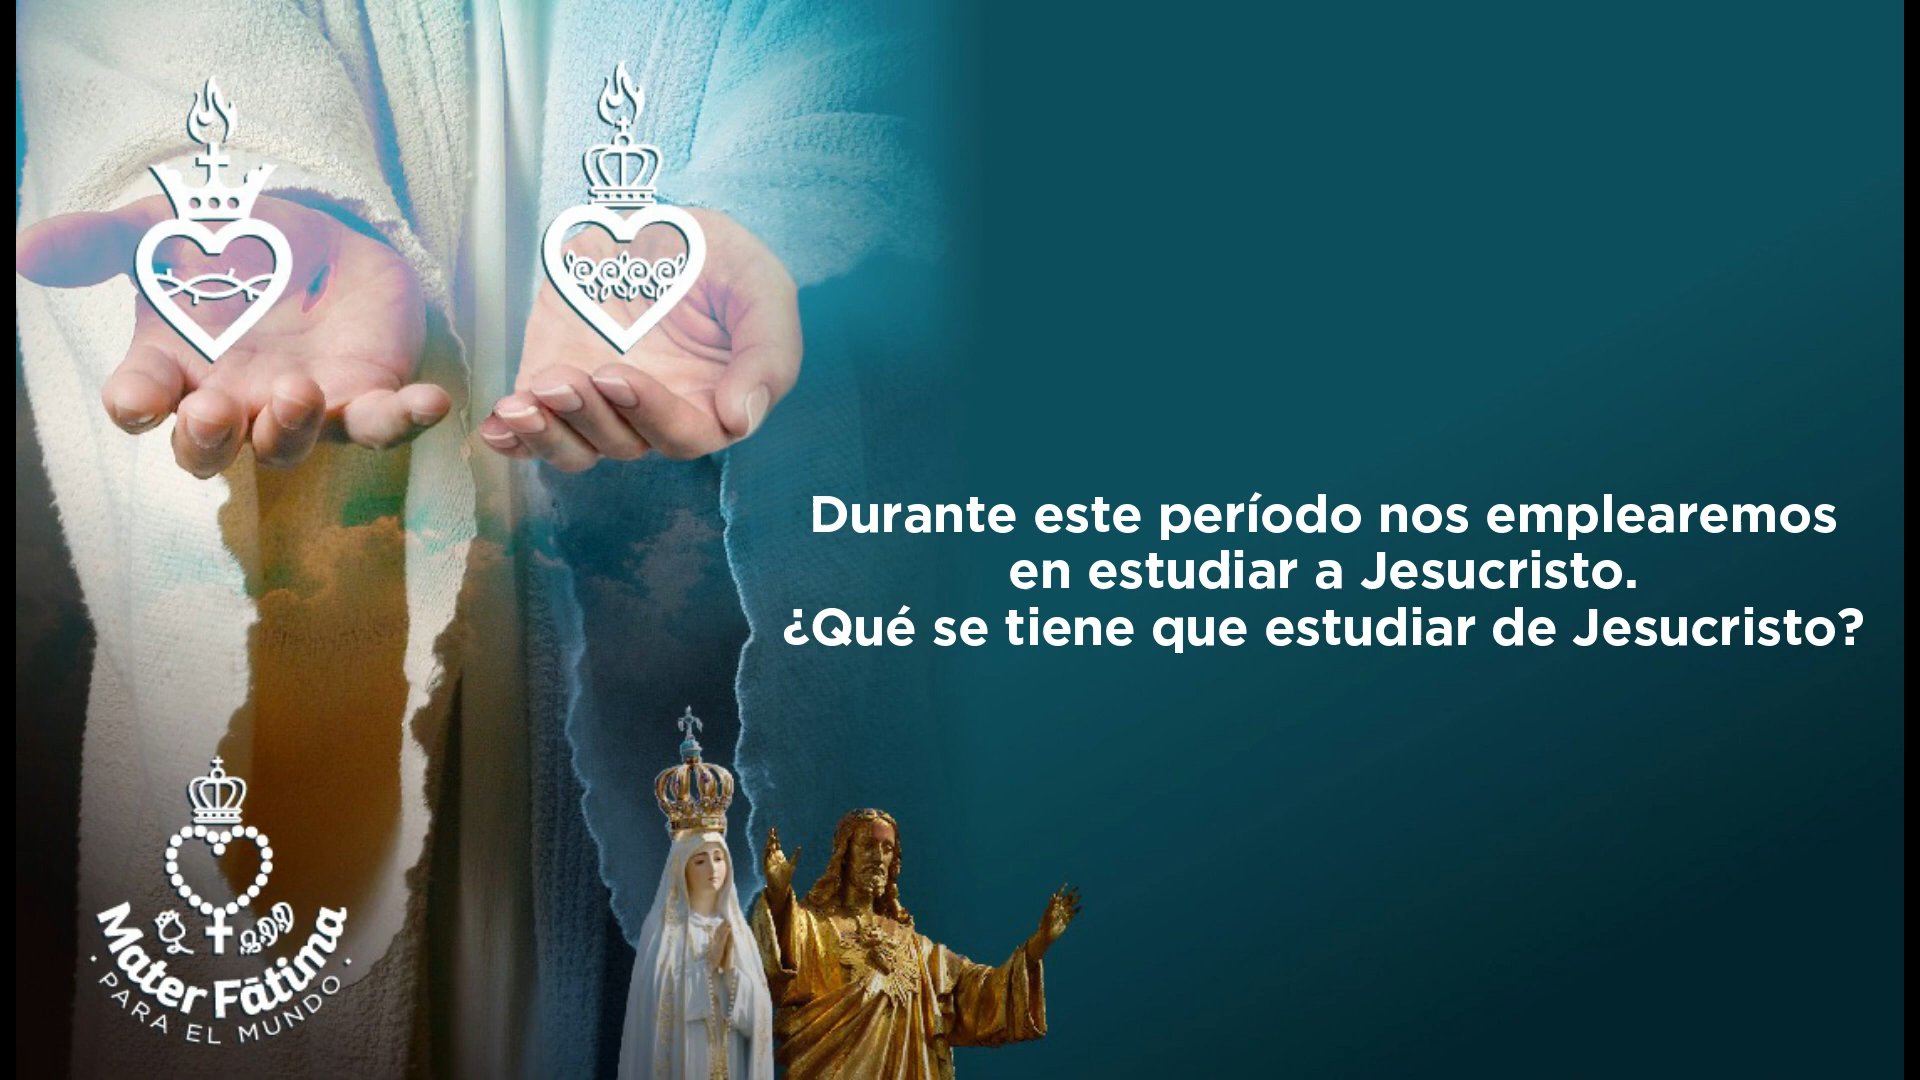 Durante este período nos emplearemos
en estudiar a Jesucristo.
¿Qué se tiene que estudiar de Jesucristo?
Mater Fātima
· PARA EL MUNDO ·